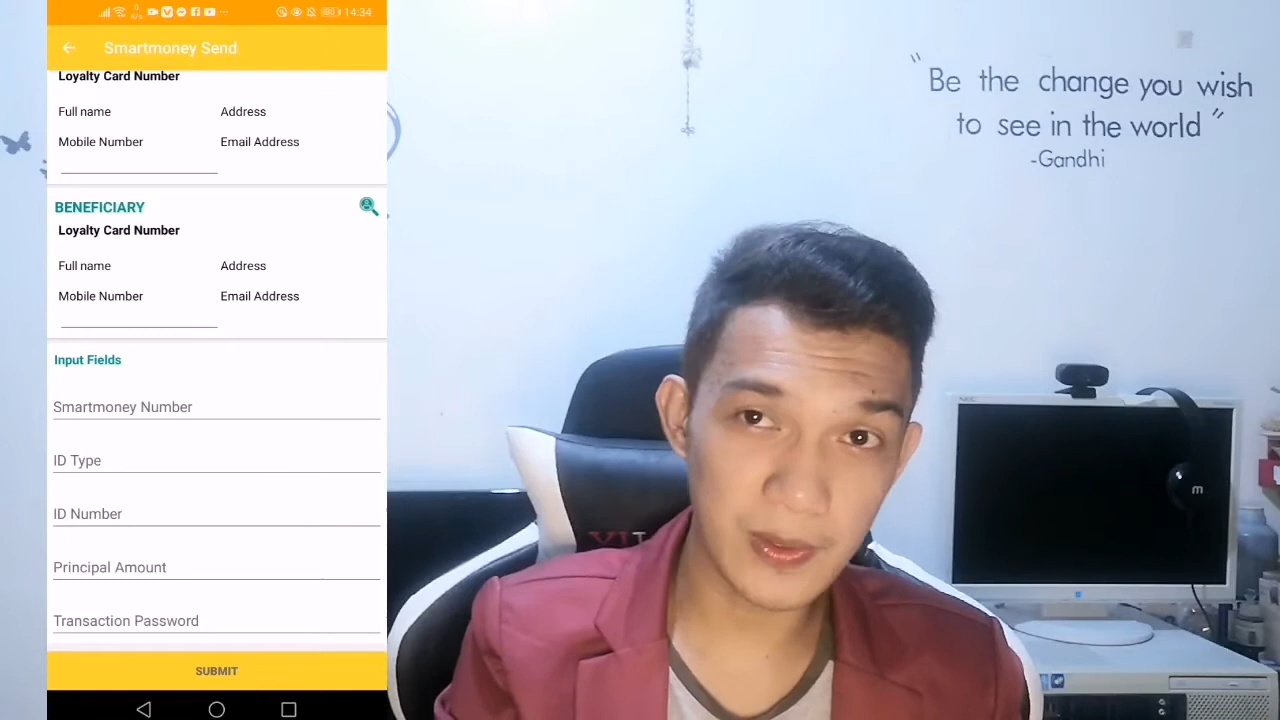 14:34
Smartmoney Send
Loyalty Card Number
Full name Address
Mobile Number Email Address
BENEFICIARY
Loyalty Card Number
Full name Address
Mobile Number Email Address
Input Fields
Smartmoney Number
ID Type
ID Number
Principal Amount
Transaction Password
SUBMIT
"Be the change you wish
to see in the world"
-Gandhi
NEC
m